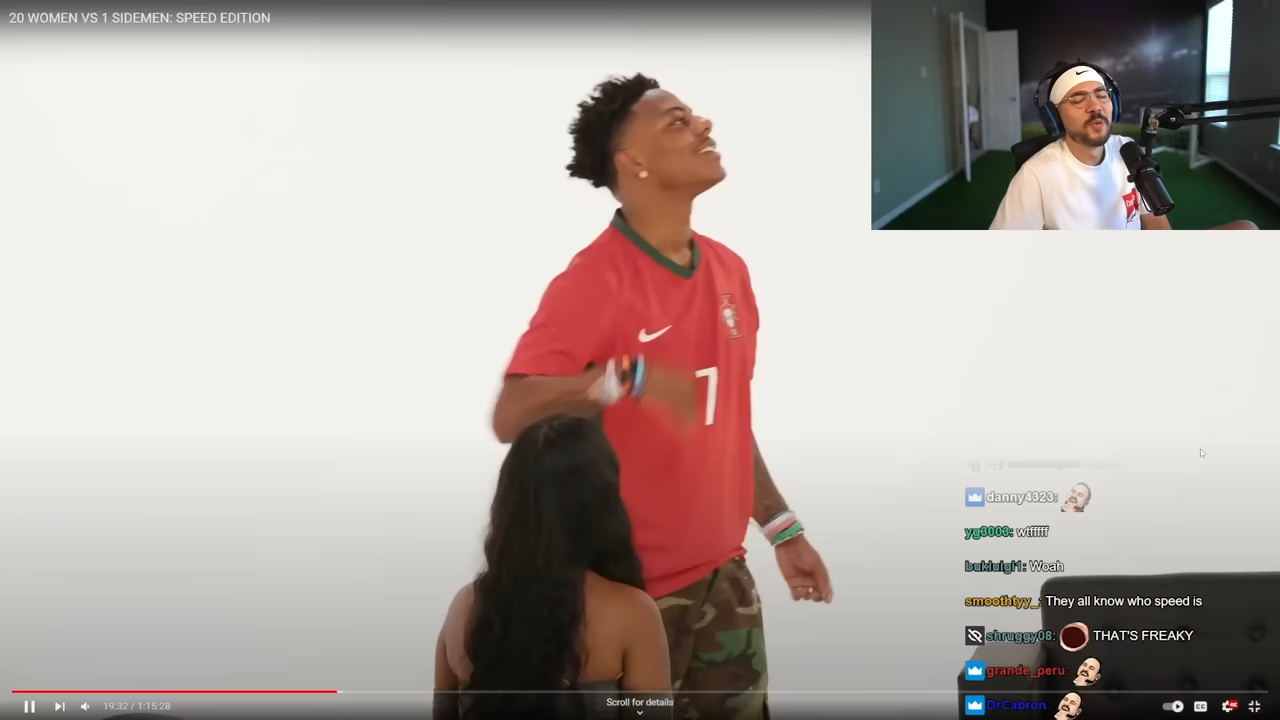 20 WOMEN VS 1 SIDEMEN: SPEED EDITION
7
danny4323:
yg3003: wtfffff
bukluigi1: Woah
smoothtyy_: They all know who speed is
shruggy08: THAT'S FREAKY
grande_peru:
DrCabron:
19:32 / 1:15:28
Scroll for details